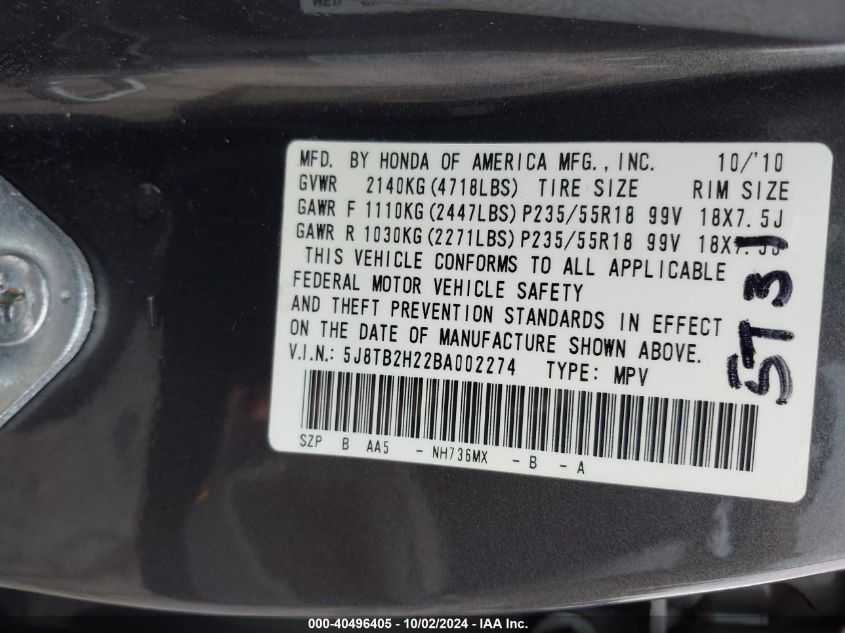 MFD. BY HONDA OF AMERICA MFG., INC. 10/'10
GVWR 2140KG(4718LBS) TIRE SIZE RIM SIZE
GAWR F 1110KG(2447LBS) P235/55R18 99V 18X7.5J
GAWR R 1030KG(2271LBS) P235/55R18 99V 18X7.5J
THIS VEHICLE CONFORMS TO ALL APPLICABLE
FEDERAL MOTOR VEHICLE SAFETY
AND THEFT PREVENTION STANDARDS IN EFFECT
ON THE DATE OF MANUFACTURE SHOWN ABOVE.
V.I.N.: 5J8TB2H22BA002274 TYPE: MPV
SZP B AA5 - NH736MX - B - A
5T31
000-40496405 - 10/02/2024 - IAA Inc.